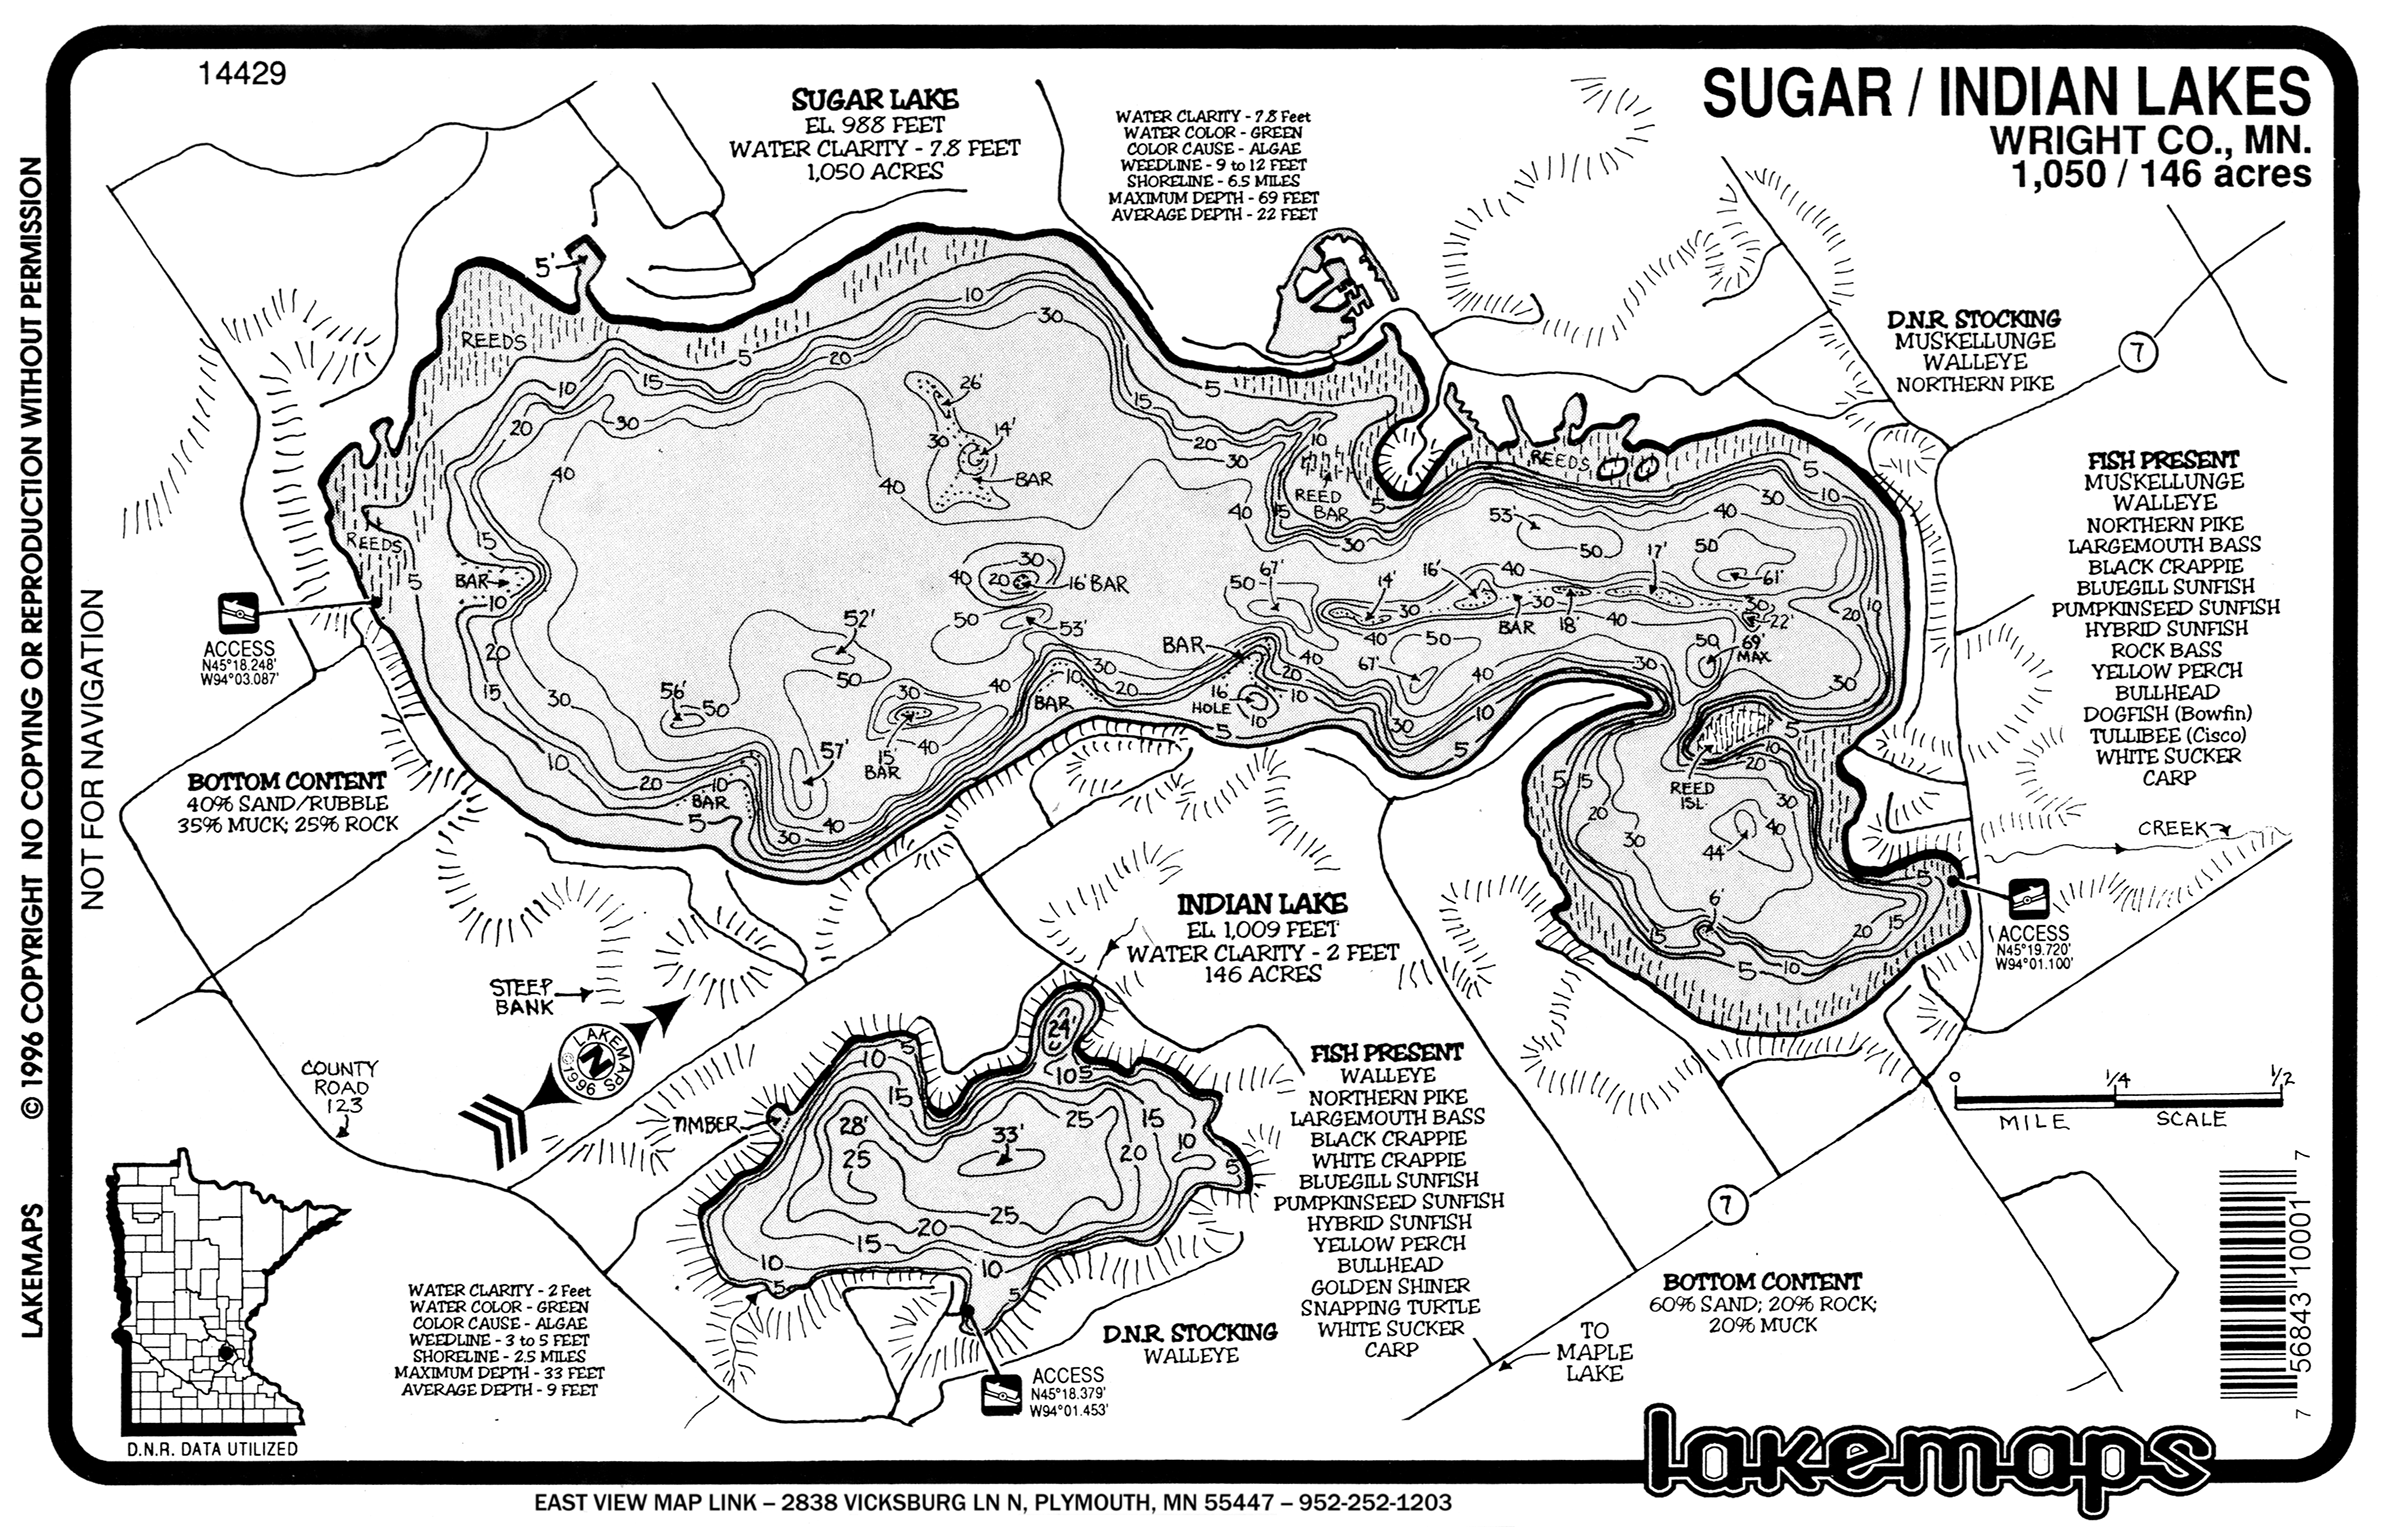 14429
SUGAR / INDIAN LAKES
WRIGHT CO., MN.
1,050 / 146 acres
© 1996 COPYRIGHT NO COPYING OR REPRODUCTION WITHOUT PERMISSION
LAKEMAPS
NOT FOR NAVIGATION
SUGAR LAKE
EL. 988 FEET
WATER CLARITY - 7.8 FEET
1,050 ACRES
WATER CLARITY - 7.8 Feet
WATER COLOR - GREEN
COLOR CAUSE - ALGAE
WEEDLINE - 9 to 12 FEET
SHORELINE - 6.5 MILES
MAXIMUM DEPTH - 69 FEET
AVERAGE DEPTH - 22 FEET
D.N.R. STOCKING
MUSKELLUNGE
WALLEYE
NORTHERN PIKE
7
FISH PRESENT
MUSKELLUNGE
WALLEYE
NORTHERN PIKE
LARGEMOUTH BASS
BLACK CRAPPIE
BLUEGILL SUNFISH
PUMPKINSEED SUNFISH
HYBRID SUNFISH
ROCK BASS
YELLOW PERCH
BULLHEAD
DOGFISH (Bowfin)
TULLIBEE (Cisco)
WHITE SUCKER
CARP
5'
REEDS
10
30
5
20
15
10
20
30
40
26'
14'
30
BAR
40
5
15
20
30
10
REED
BAR
40
15
5
30
REEDS
5
10
30
40
53'
50
50
61'
17'
16'
40
14'
30
BAR
30
18'
40
30
22'
20
10
50
69'
MAX
67'
50
40
50
67'
40
30
30
REEDS
5
15
BAR
10
20
15
30
30
20
40
16' BAR
50
53'
52'
50
56'
50
57'
30
15'
BAR
40
40
30
20
10
BAR
BAR
40
20
10
16'
HOLE
10
5
30
10
5
10
20
10
BAR
5
30
40
5
10
20
REED
ISL.
5
15
20
30
30
40
44'
6'
15
5
10
20
15
5
ACCESS
N45°18.248'
W94°03.087'
ACCESS
N45°19.720'
W94°01.100'
CREEK
BOTTOM CONTENT
40% SAND/RUBBLE
35% MUCK; 25% ROCK
STEEP
BANK
LAKEMAPS
N
©1996
COUNTY
ROAD
123
INDIAN LAKE
EL. 1,009 FEET
WATER CLARITY - 2 FEET
146 ACRES
24'
10
5
10
5
15
TIMBER
28'
25
33'
25
15
10
20
5
25
20
15
10
5
10
5
FISH PRESENT
WALLEYE
NORTHERN PIKE
LARGEMOUTH BASS
BLACK CRAPPIE
WHITE CRAPPIE
BLUEGILL SUNFISH
PUMPKINSEED SUNFISH
HYBRID SUNFISH
YELLOW PERCH
BULLHEAD
GOLDEN SHINER
SNAPPING TURTLE
WHITE SUCKER
CARP
D.N.R. STOCKING
WALLEYE
ACCESS
N45°18.379'
W94°01.453'
WATER CLARITY - 2 Feet
WATER COLOR - GREEN
COLOR CAUSE - ALGAE
WEEDLINE - 3 to 5 FEET
SHORELINE - 2.5 MILES
MAXIMUM DEPTH - 33 FEET
AVERAGE DEPTH - 9 FEET
0 1/4 1/2
MILE SCALE
7
BOTTOM CONTENT
60% SAND; 20% ROCK;
20% MUCK
TO
MAPLE
LAKE
7 56843 10001 7
D.N.R. DATA UTILIZED
lakemaps
EAST VIEW MAP LINK – 2838 VICKSBURG LN N, PLYMOUTH, MN 55447 – 952-252-1203